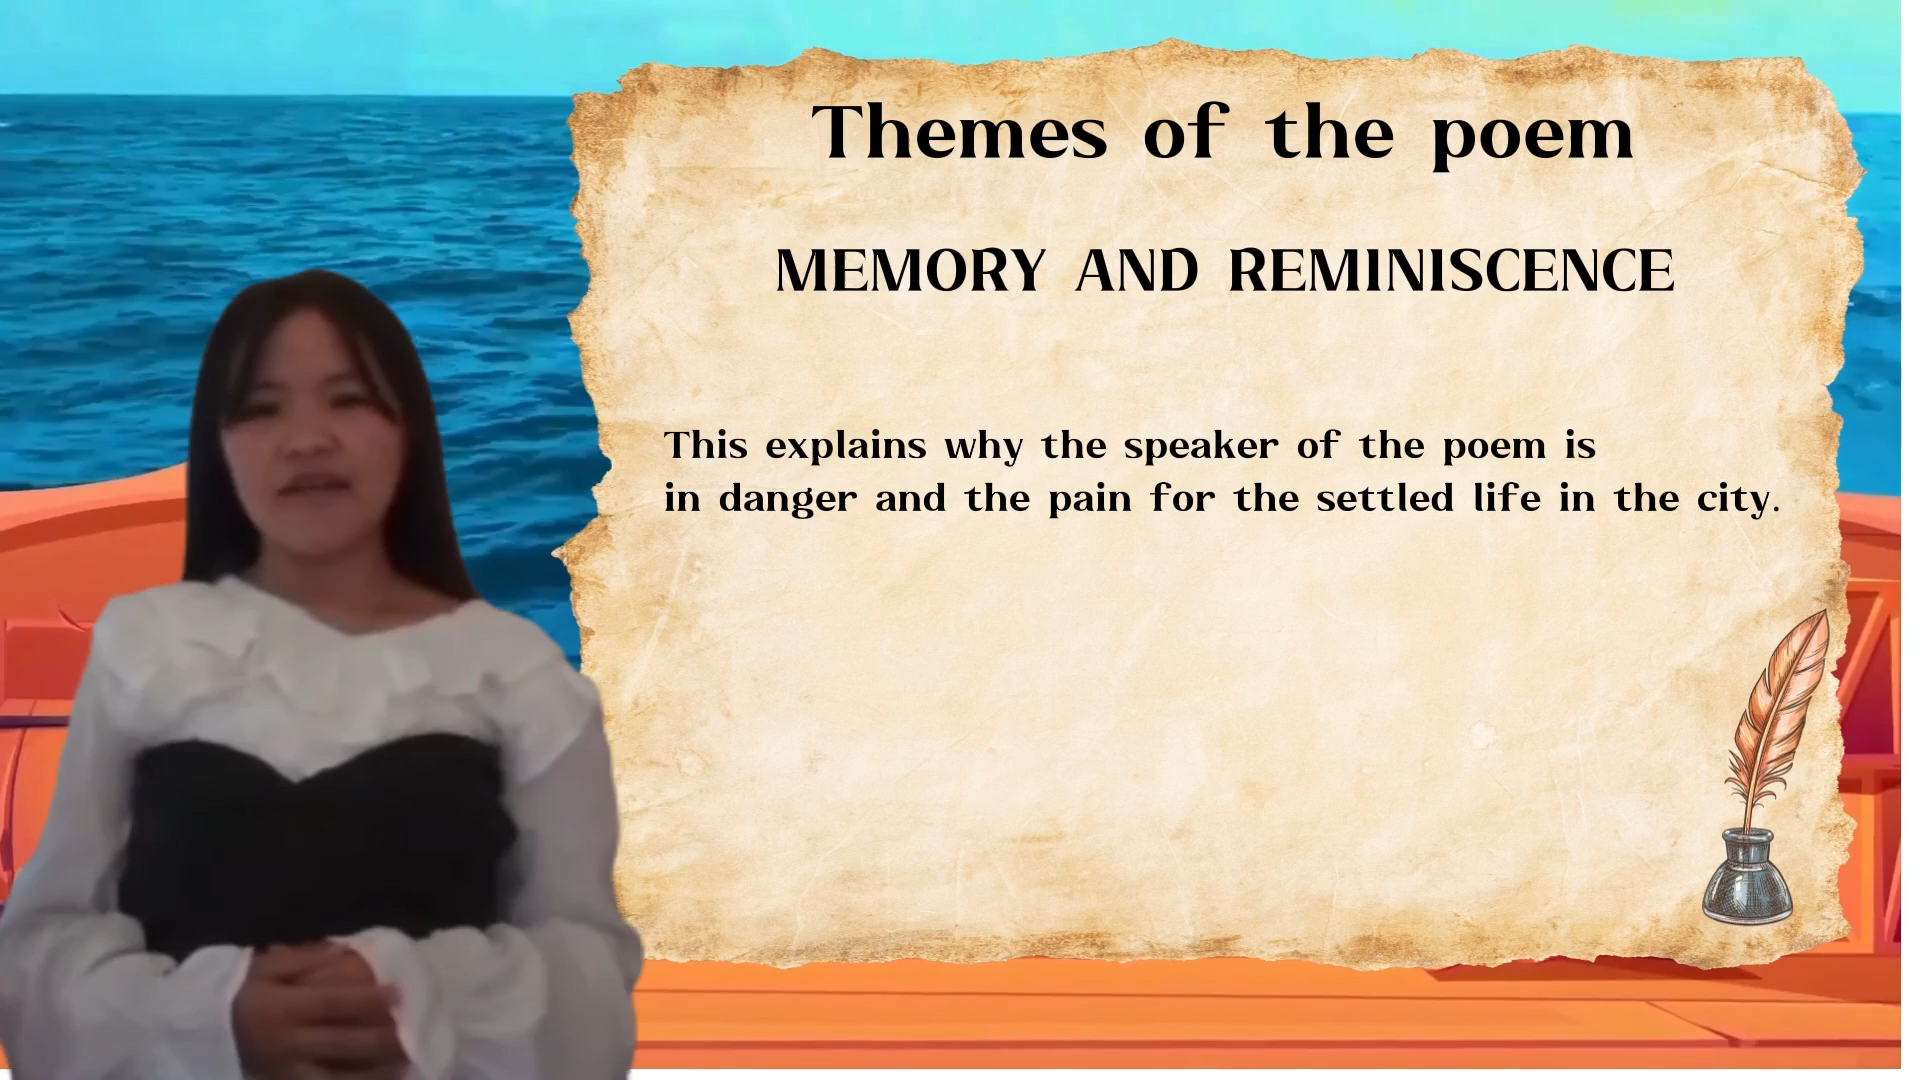 Themes of the poem
MEMORY AND REMINISCENCE
This explains why the speaker of the poem is
in danger and the pain for the settled life in the city.